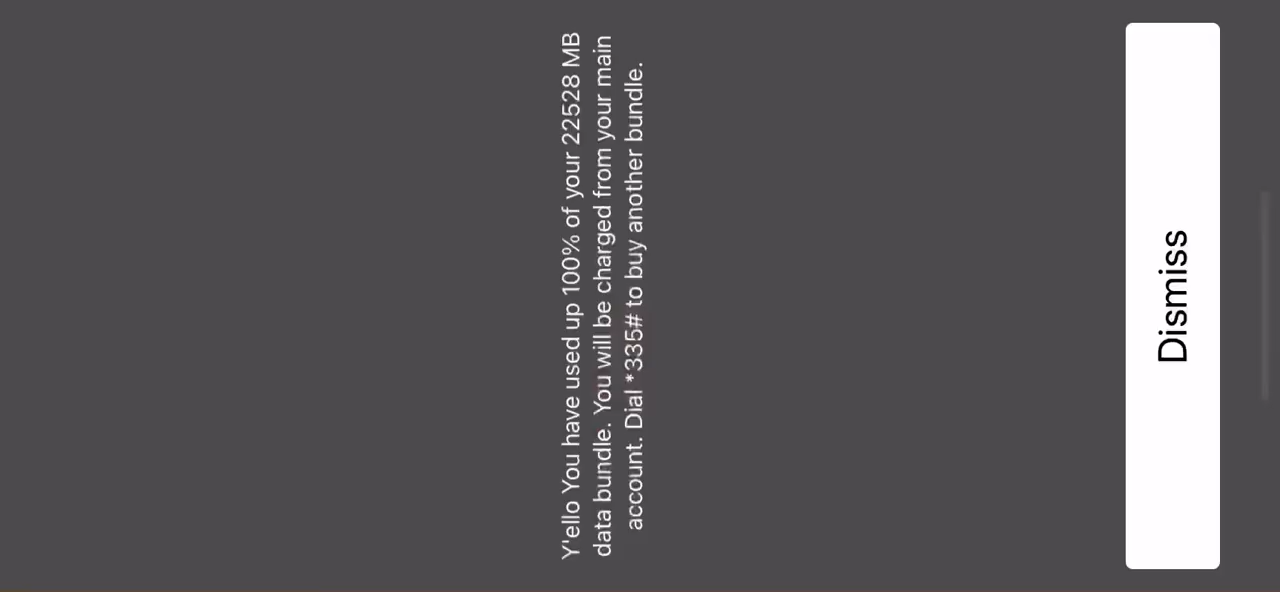 Y'ello You have used up 100% of your 22528 MB
data bundle. You will be charged from your main
account. Dial *335# to buy another bundle.
Dismiss